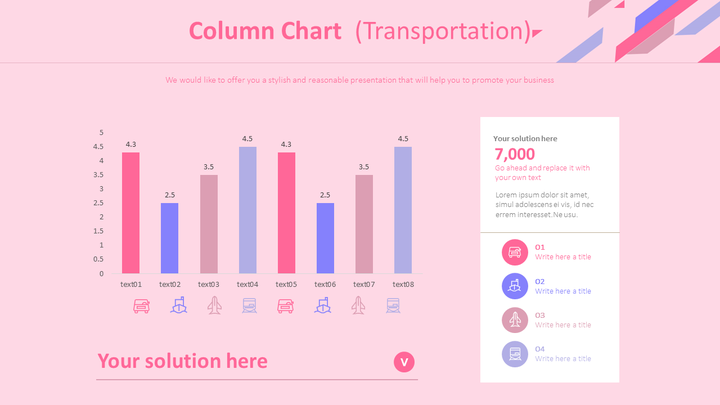 Column Chart (Transportation)
We would like to offer you a stylish and reasonable presentation that will help you to promote your business
5
4.5
4
3.5
3
2.5
2
1.5
1
0.5
0
4.3
2.5
3.5
4.5
4.3
2.5
3.5
4.5
text01 text02 text03 text04 text05 text06 text07 text08
Your solution here
V
Your solution here
7,000
Go ahead and replace it with
your own text
Lorem ipsum dolor sit amet,
simul adolescens ei vis, id nec
errem interesset. Ne usu.
01
Write here a title
02
Write here a title
03
Write here a title
04
Write here a title